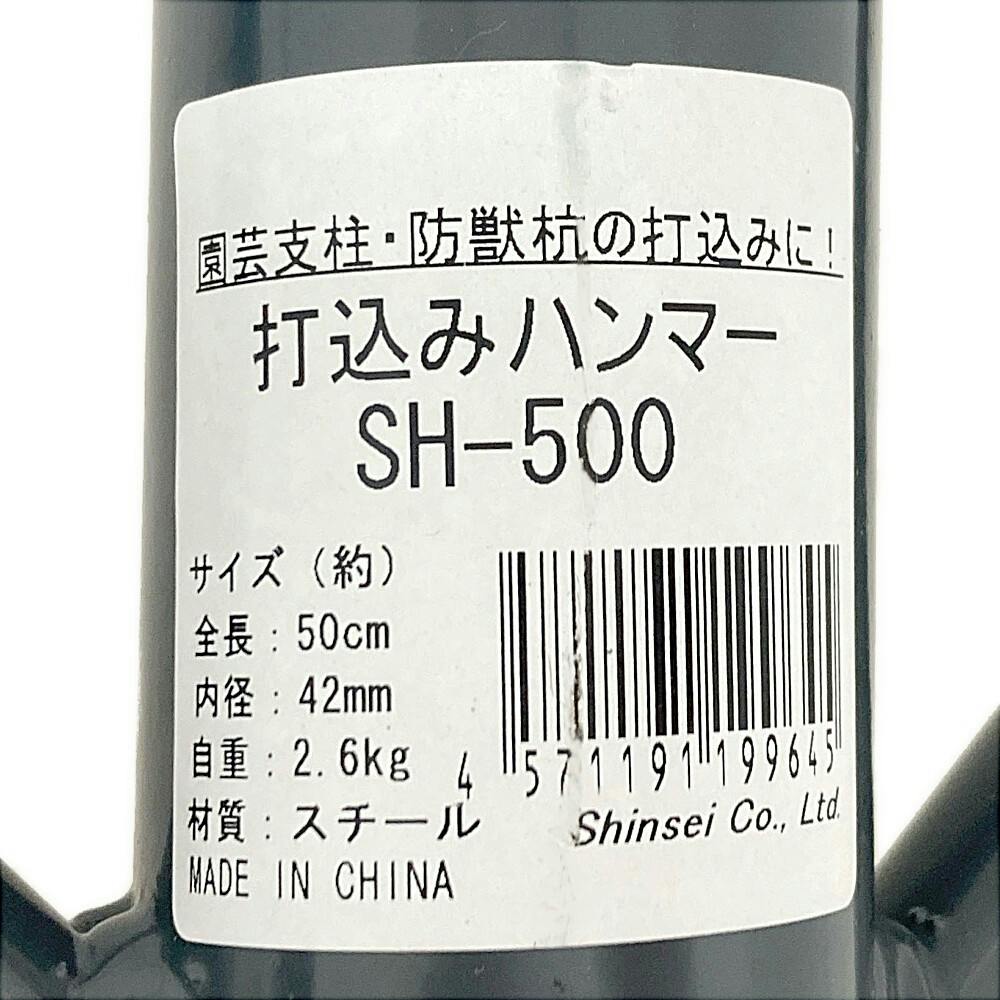 園芸支柱・防獣杭の打込みに!
打込みハンマー
SH-500
サイズ(約)
全長:50cm
内径:42mm
自重:2.6kg
材質:スチール
MADE IN CHINA
4 571191 199645
Shinsei Co., Ltd.